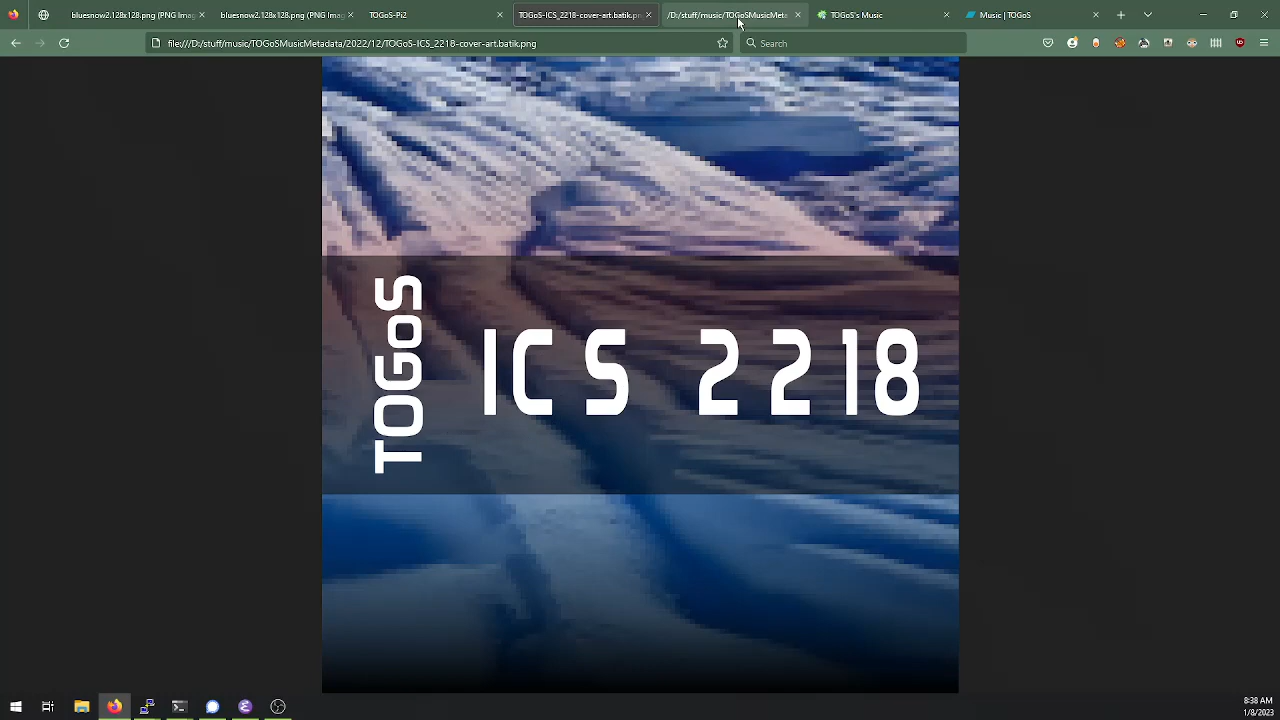 bluesnow2.128x128.png (PNG Imag
bluesnow2.128x128.png (PNG Imag
TOGoS-Pi2
TOGoS-ICS_2218-cover-art.batik.pn
/D:/stuff/music/TOGoSMusicMeta
TOGoS's Music
Music | TOGoS
file:///D:/stuff/music/TOGoSMusicMetadata/2022/12/TOGoS-ICS_2218-cover-art.batik.png
Search
TOGoS
ICS 2218
8:38 AM
1/8/2023